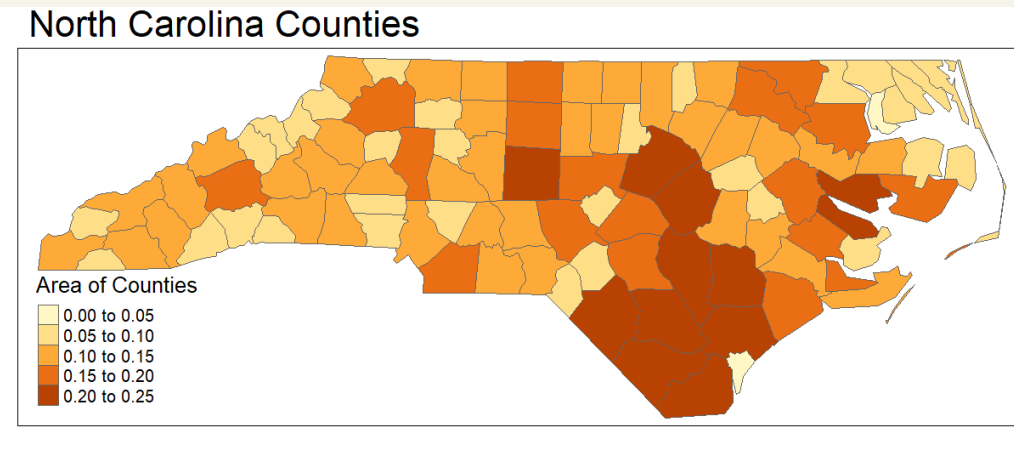 North Carolina Counties
Area of Counties
0.00 to 0.05
0.05 to 0.10
0.10 to 0.15
0.15 to 0.20
0.20 to 0.25